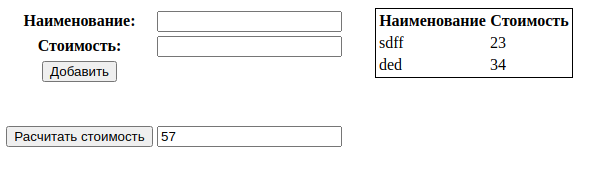 Наименование:
Стоимость:
Добавить
Наименование Стоимость
sdff 23
ded 34
Расчитать стоимость 57